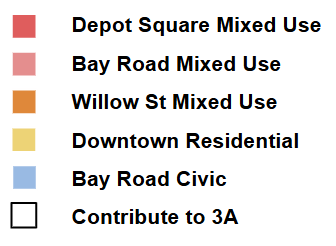 Depot Square Mixed Use
Bay Road Mixed Use
Willow St Mixed Use
Downtown Residential
Bay Road Civic
Contribute to 3A